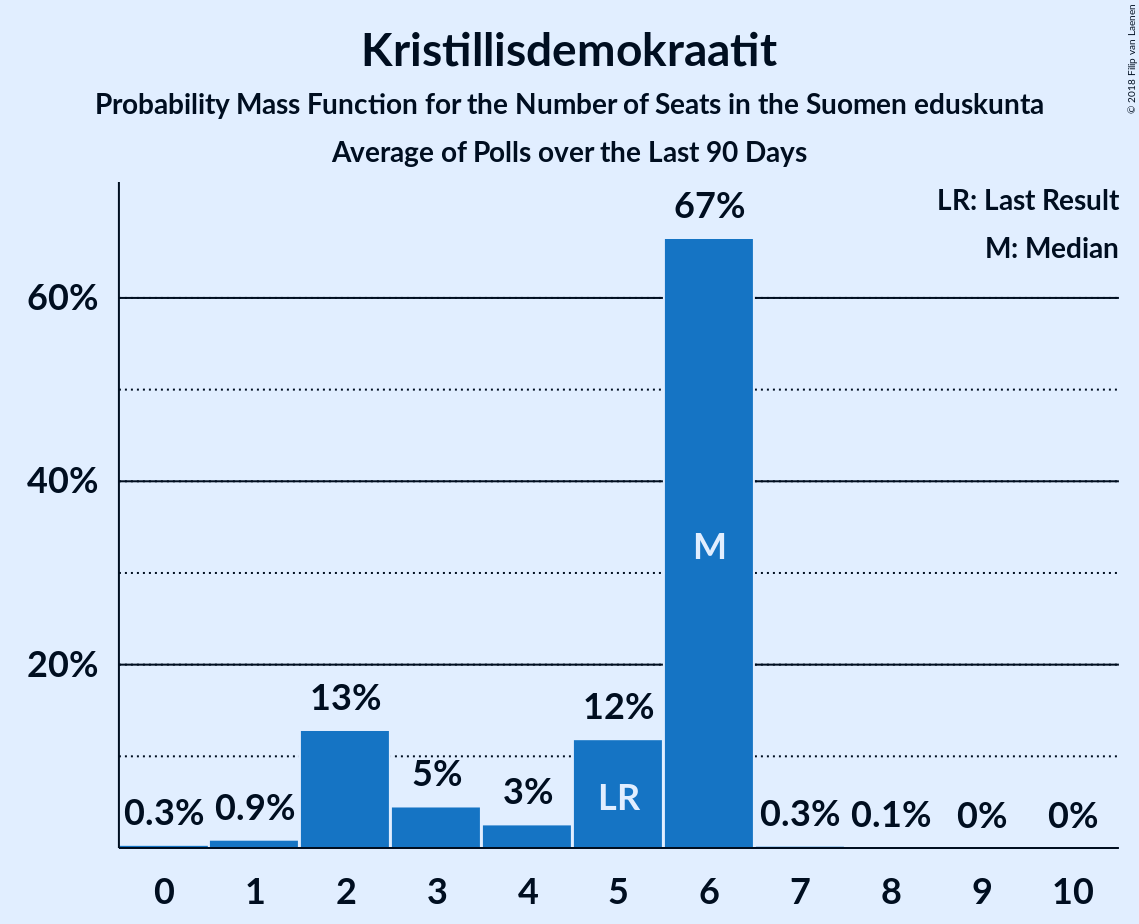 Kristillisdemokraatit
Probability Mass Function for the Number of Seats in the Suomen eduskunta
Average of Polls over the Last 90 Days
© 2018 Filip van Laenen
LR: Last Result
M: Median
60%
40%
20%
0.3%
0.9%
13%
5%
3%
12%
67%
0.3%
0.1%
0%
0%
LR
M
0 1 2 3 4 5 6 7 8 9 10